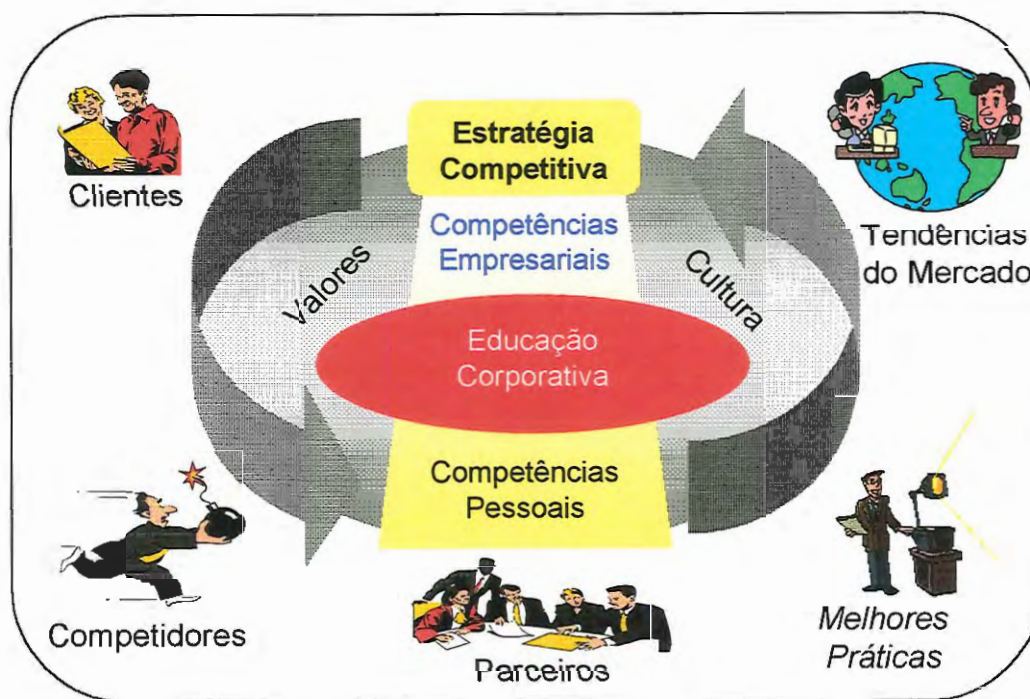 Clientes
Estratégia
Competitiva
Competências
Empresariais
Valores
Cultura
Tendências
do Mercado
Educação
Corporativa
Competências
Pessoais
Competidores
Parceiros
Melhores
Práticas